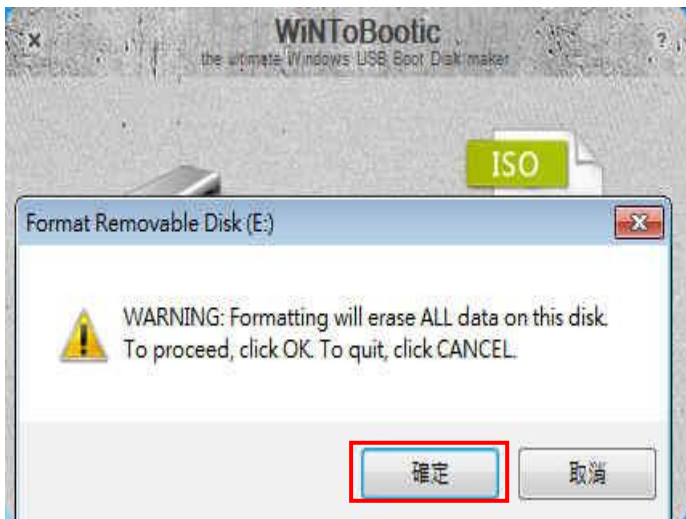 WiNToBootic
the ultimate Windows USB Boot Disk maker
?
ISO
Format Removable Disk (E:)
WARNING: Formatting will erase ALL data on this disk.
To proceed, click OK. To quit, click CANCEL.
確定
取消